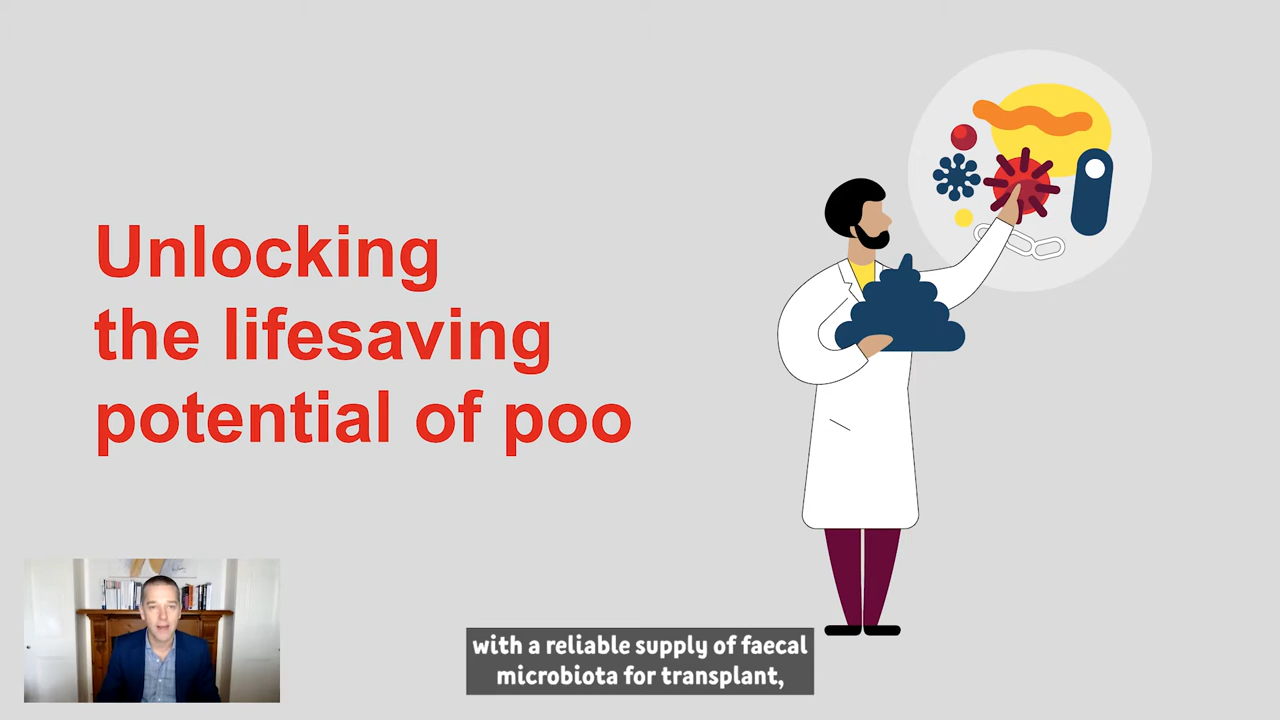 Unlocking
the lifesaving
potential of poo
with a reliable supply of faecal
microbiota for transplant,